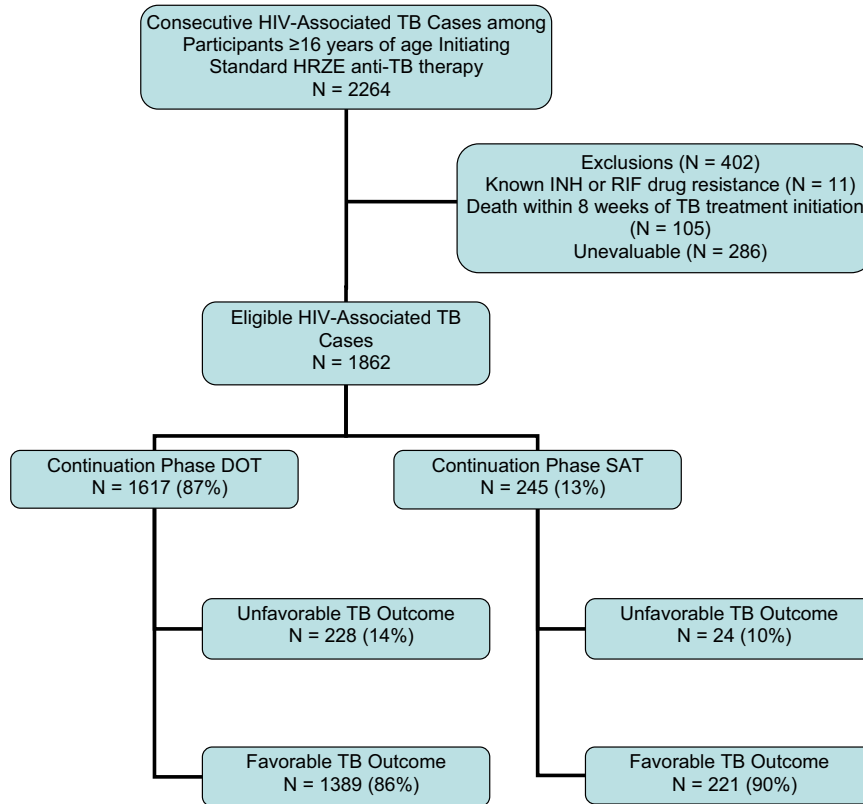 Consecutive HIV-Associated TB Cases among
Participants ≥16 years of age Initiating
Standard HRZE anti-TB therapy
N = 2264
Exclusions (N = 402)
Known INH or RIF drug resistance (N = 11)
Death within 8 weeks of TB treatment initiation
(N = 105)
Unevaluable (N = 286)
Eligible HIV-Associated TB
Cases
N = 1862
Continuation Phase DOT
N = 1617 (87%)
Continuation Phase SAT
N = 245 (13%)
Unfavorable TB Outcome
N = 228 (14%)
Unfavorable TB Outcome
N = 24 (10%)
Favorable TB Outcome
N = 1389 (86%)
Favorable TB Outcome
N = 221 (90%)